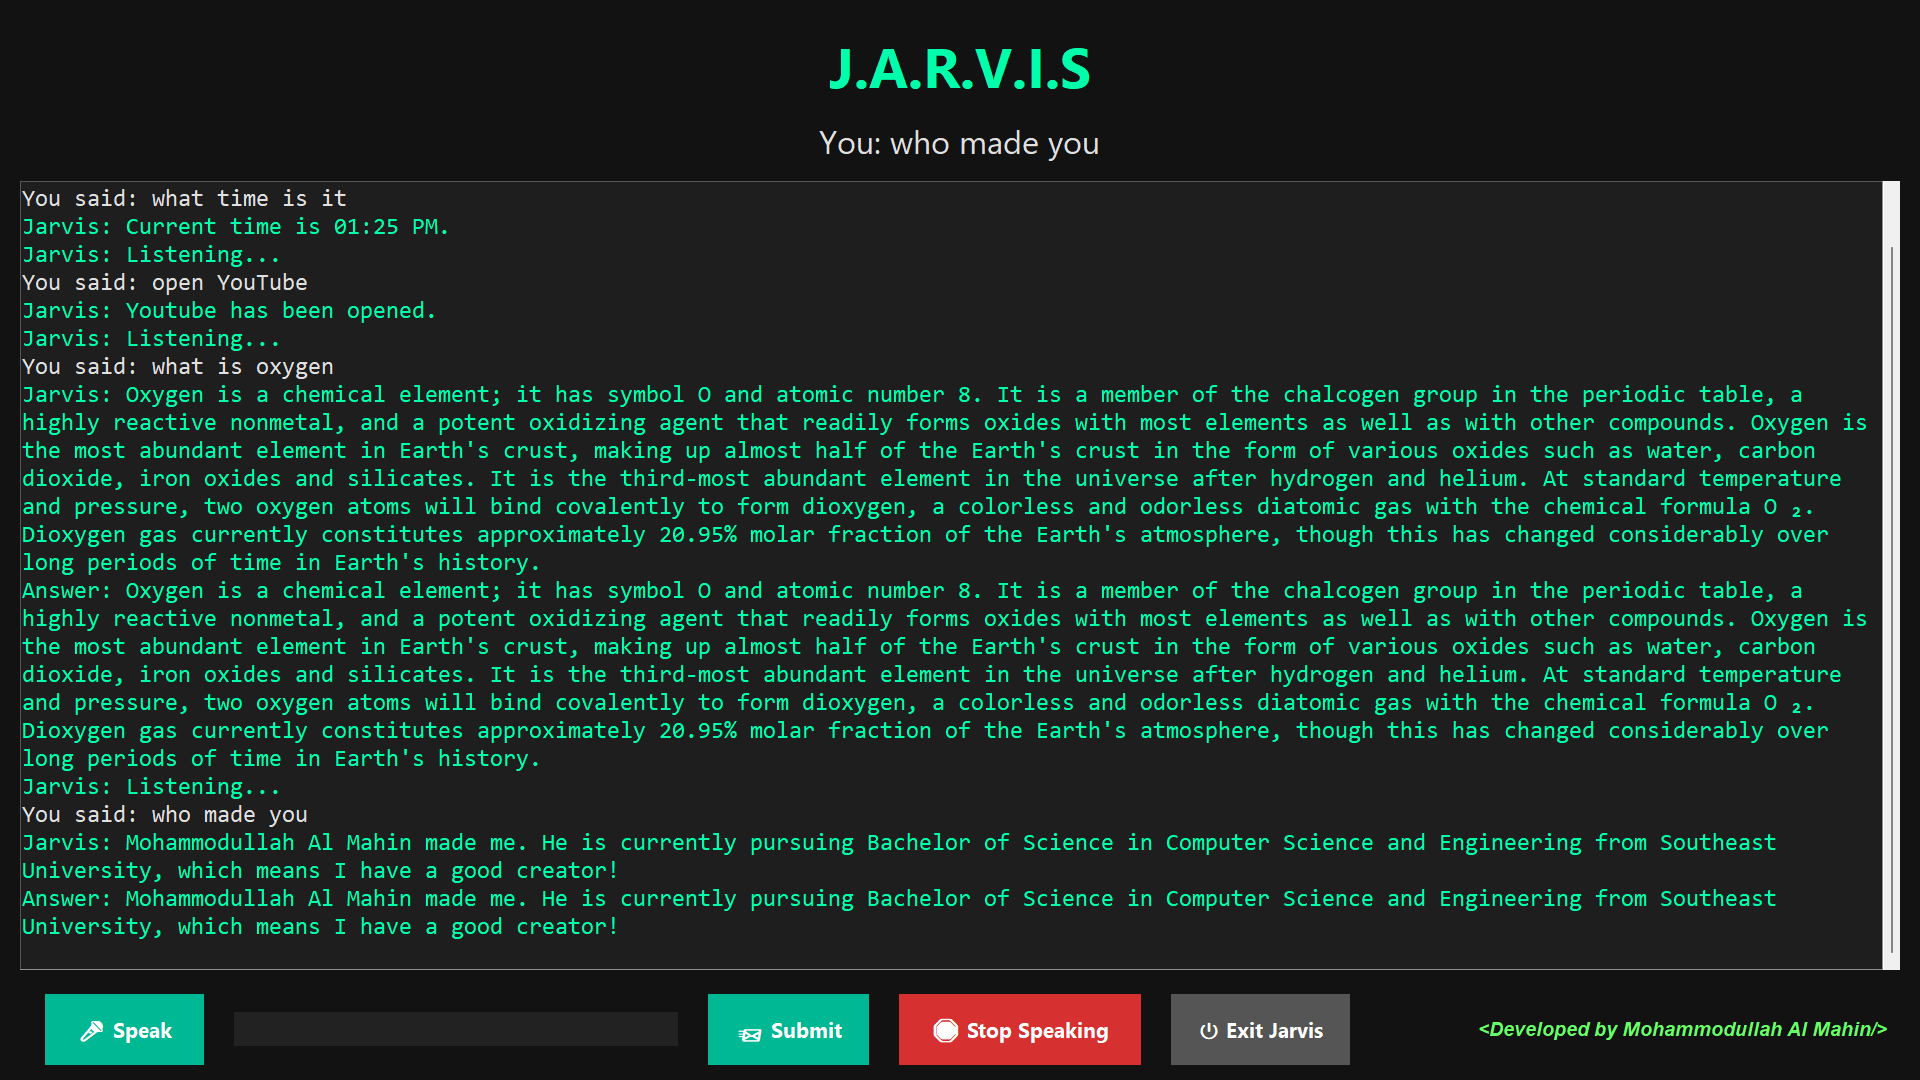 J.A.R.V.I.S
You: who made you
You said: what time is it
Jarvis: Current time is 01:25 PM.
Jarvis: Listening...
You said: open YouTube
Jarvis: Youtube has been opened.
Jarvis: Listening...
You said: what is oxygen
Jarvis: Oxygen is a chemical element; it has symbol O and atomic number 8. It is a member of the chalcogen group in the periodic table, a
highly reactive nonmetal, and a potent oxidizing agent that readily forms oxides with most elements as well as with other compounds. Oxygen is
the most abundant element in Earth's crust, making up almost half of the Earth's crust in the form of various oxides such as water, carbon
dioxide, iron oxides and silicates. It is the third-most abundant element in the universe after hydrogen and helium. At standard temperature
and pressure, two oxygen atoms will bind covalently to form dioxygen, a colorless and odorless diatomic gas with the chemical formula O ₂.
Dioxygen gas currently constitutes approximately 20.95% molar fraction of the Earth's atmosphere, though this has changed considerably over
long periods of time in Earth's history.
Answer: Oxygen is a chemical element; it has symbol O and atomic number 8. It is a member of the chalcogen group in the periodic table, a
highly reactive nonmetal, and a potent oxidizing agent that readily forms oxides with most elements as well as with other compounds. Oxygen is
the most abundant element in Earth's crust, making up almost half of the Earth's crust in the form of various oxides such as water, carbon
dioxide, iron oxides and silicates. It is the third-most abundant element in the universe after hydrogen and helium. At standard temperature
and pressure, two oxygen atoms will bind covalently to form dioxygen, a colorless and odorless diatomic gas with the chemical formula O ₂.
Dioxygen gas currently constitutes approximately 20.95% molar fraction of the Earth's atmosphere, though this has changed considerably over
long periods of time in Earth's history.
Jarvis: Listening...
You said: who made you
Jarvis: Mohammodullah Al Mahin made me. He is currently pursuing Bachelor of Science in Computer Science and Engineering from Southeast
University, which means I have a good creator!
Answer: Mohammodullah Al Mahin made me. He is currently pursuing Bachelor of Science in Computer Science and Engineering from Southeast
University, which means I have a good creator!
Speak
Submit
Stop Speaking
Exit Jarvis
<Developed by Mohammodullah Al Mahin/>